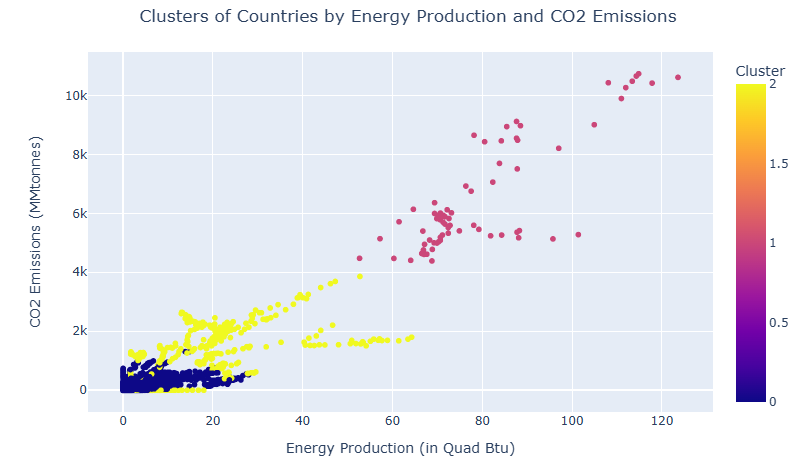 Clusters of Countries by Energy Production and CO2 Emissions
Cluster
2
1.5
1
0.5
0
10k
8k
6k
4k
2k
0
CO2 Emissions (MMtonnes)
0 20 40 60 80 100 120
Energy Production (in Quad Btu)